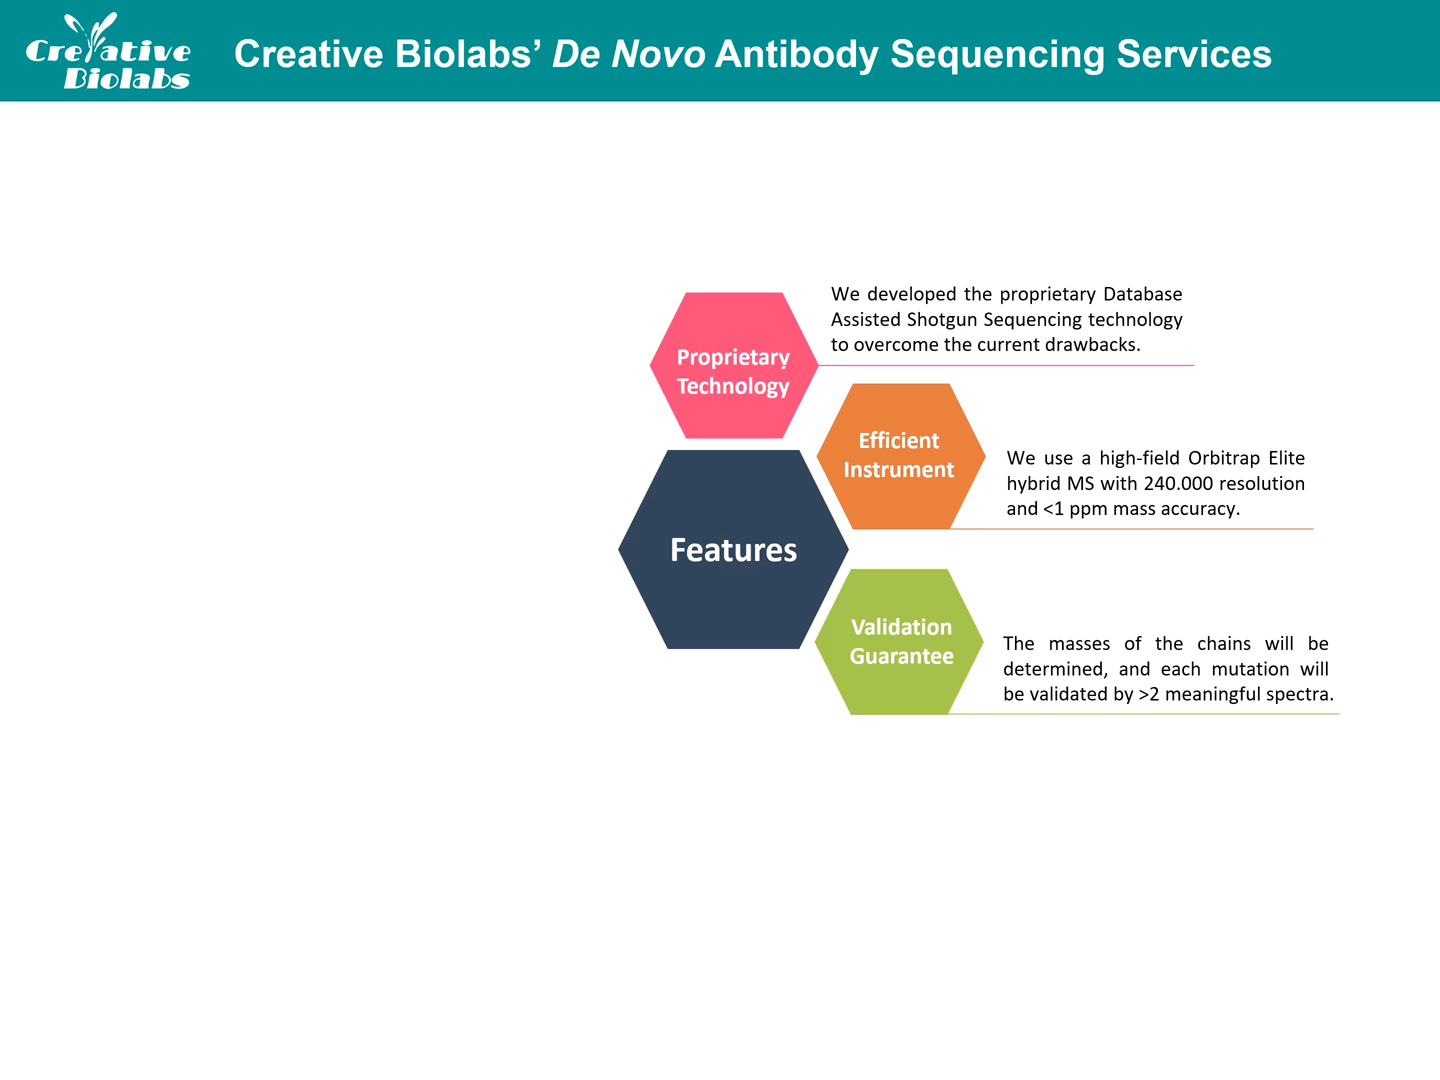 Creative
Biolabs
Creative Biolabs’ De Novo Antibody Sequencing Services
We developed the proprietary Database
Assisted Shotgun Sequencing technology
to overcome the current drawbacks.
Proprietary
Technology
Efficient
Instrument
We use a high-field Orbitrap Elite
hybrid MS with 240.000 resolution
and <1 ppm mass accuracy.
Features
Validation
Guarantee
The masses of the chains will be
determined, and each mutation will
be validated by >2 meaningful spectra.